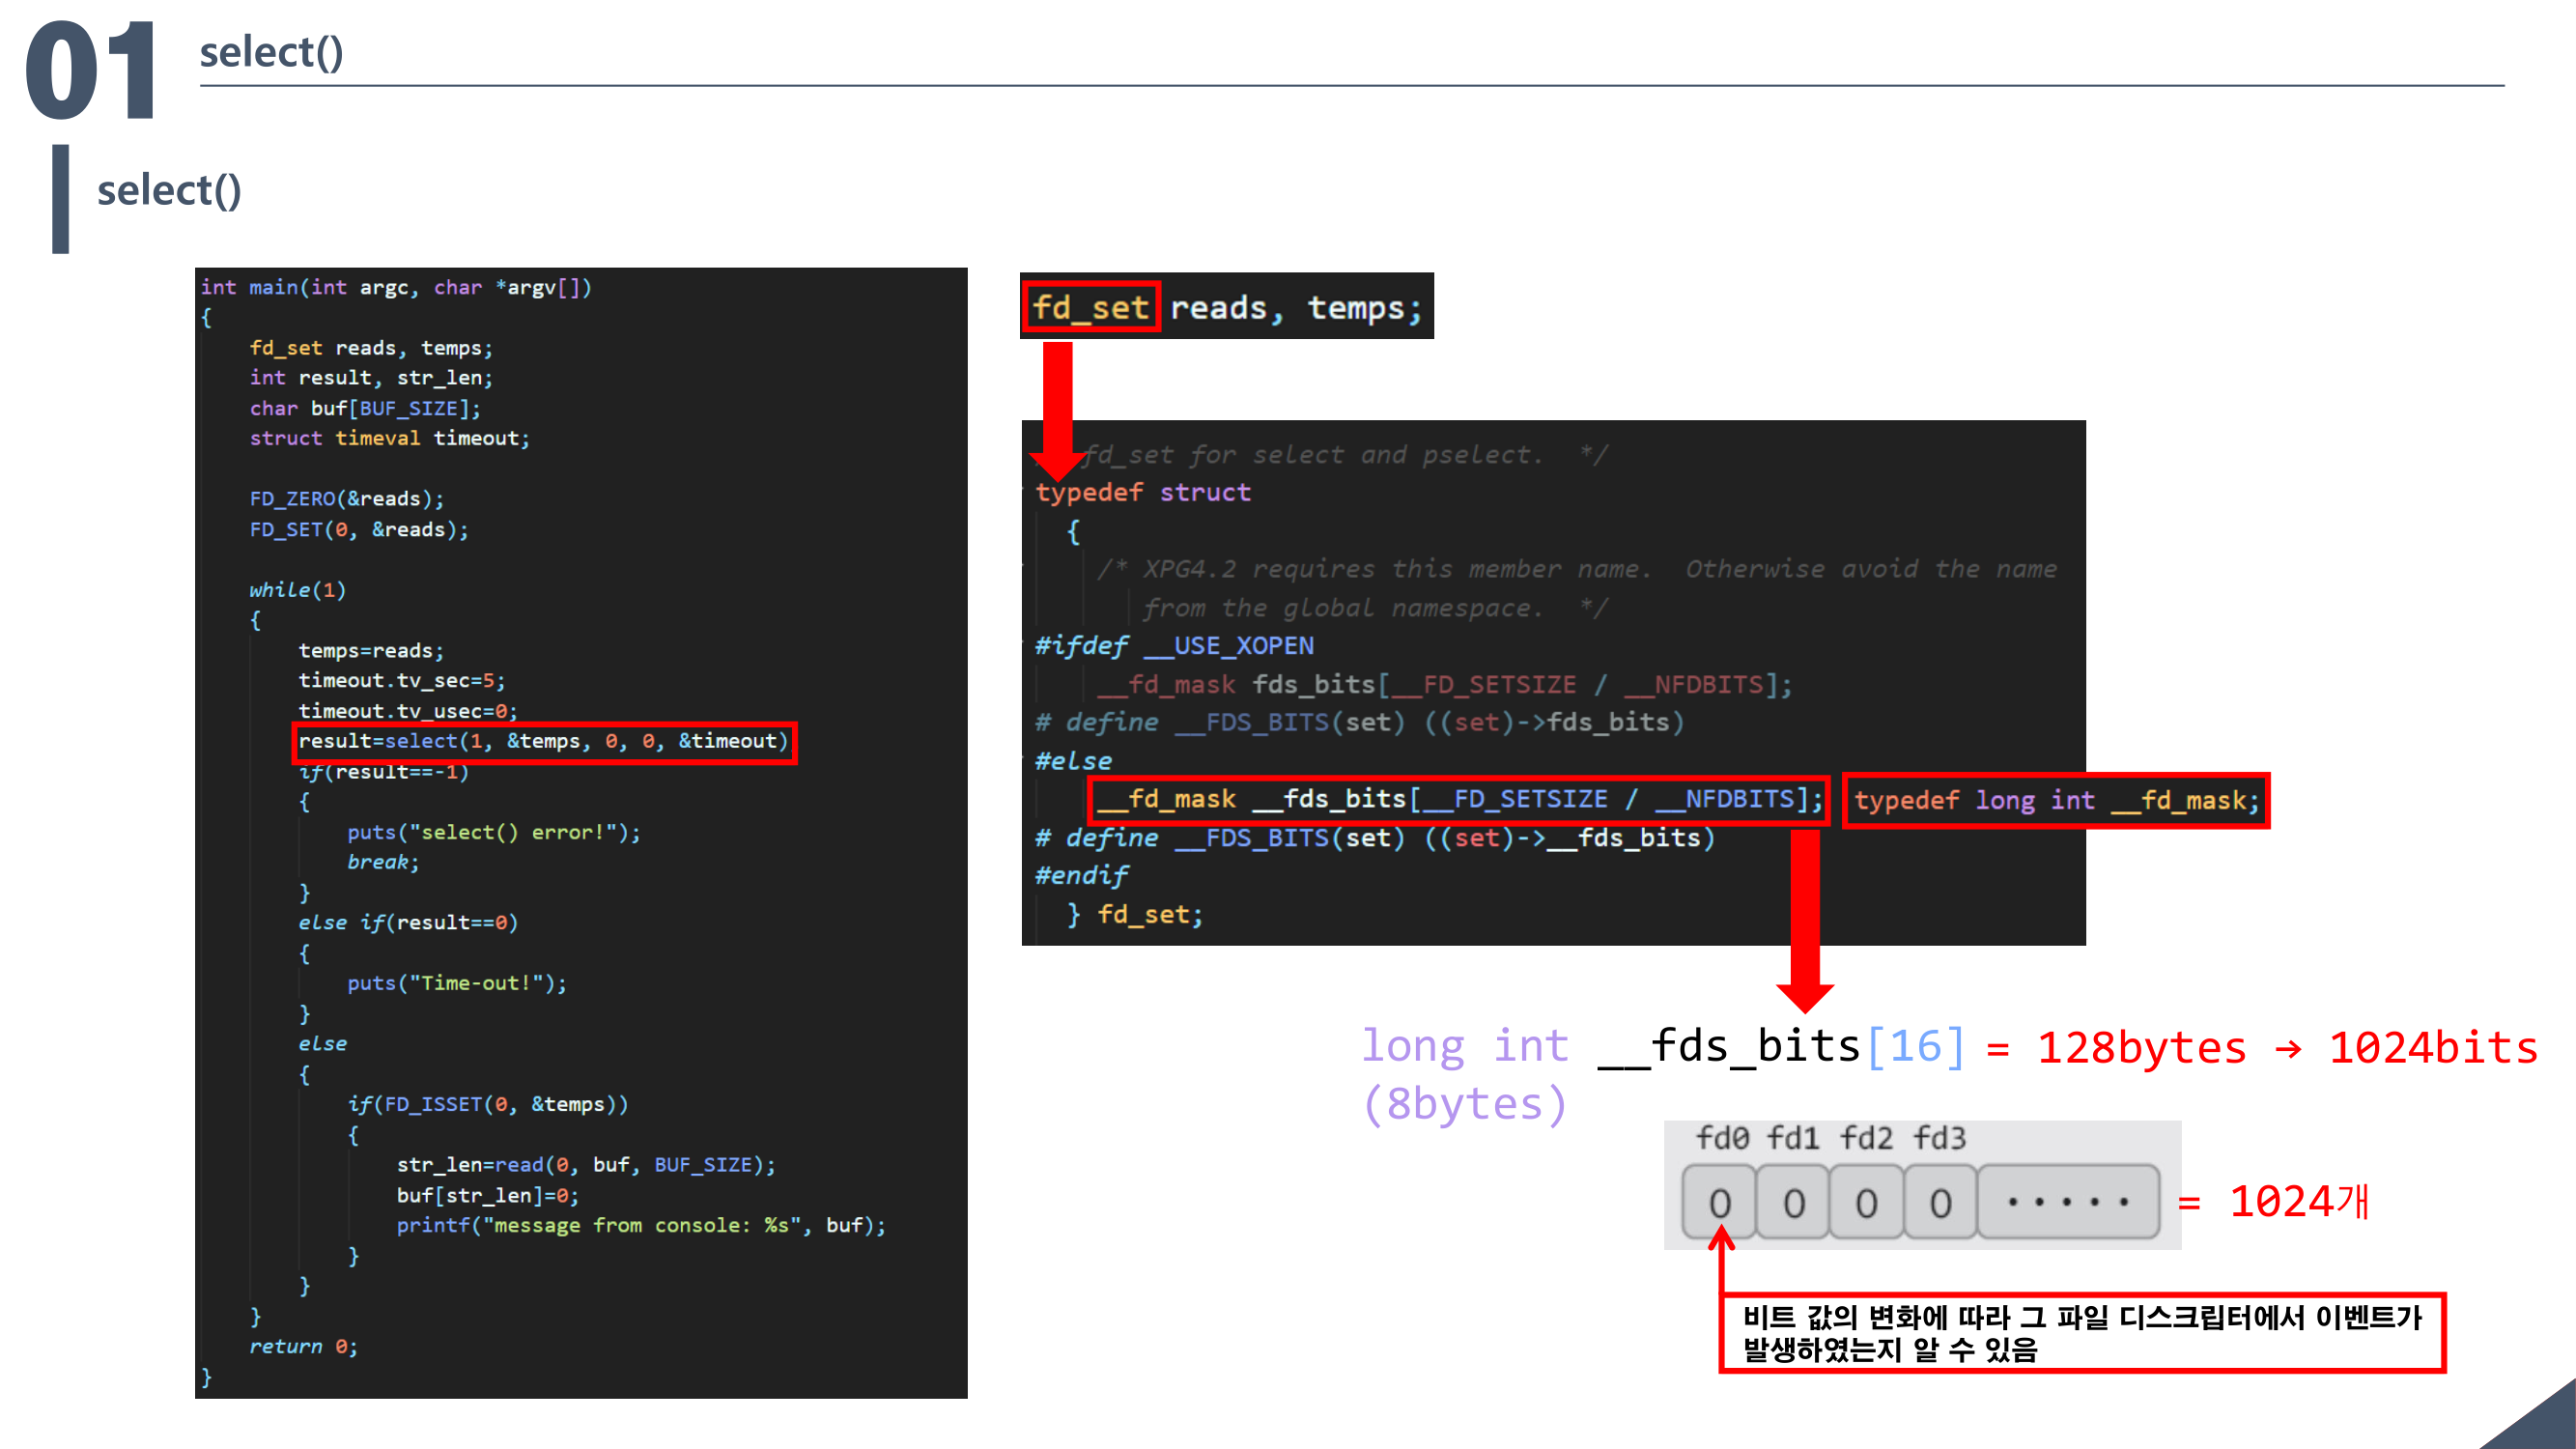 01
select()
select()
int main(int argc, char *argv[])
{
    fd_set reads, temps;
    int result, str_len;
    char buf[BUF_SIZE];
    struct timeval timeout;

    FD_ZERO(&reads);
    FD_SET(0, &reads);

    while(1)
    {
        temps=reads;
        timeout.tv_sec=5;
        timeout.tv_usec=0;
        result=select(1, &temps, 0, 0, &timeout)
        if(result==-1)
        {
            puts("select() error!");
            break;
        }
        else if(result==0)
        {
            puts("Time-out!");
        }
        else
        {
            if(FD_ISSET(0, &temps))
            {
                str_len=read(0, buf, BUF_SIZE);
                buf[str_len]=0;
                printf("message from console: %s", buf);
            }
        }
    }
    return 0;
}
fd_set reads, temps;
fd_set for select and pselect.  */
typedef struct
  {
    /* XPG4.2 requires this member name.  Otherwise avoid the name
       from the global namespace.  */
#ifdef __USE_XOPEN
    __fd_mask fds_bits[__FD_SETSIZE / __NFDBITS];
# define __FDS_BITS(set) ((set)->fds_bits)
#else
    __fd_mask __fds_bits[__FD_SETSIZE / __NFDBITS];
# define __FDS_BITS(set) ((set)->__fds_bits)
#endif
  } fd_set;
typedef long int __fd_mask;
long int __fds_bits[16] = 128bytes → 1024bits
(8bytes)
fd0 fd1 fd2 fd3
0 0 0 0 ····· = 1024개
비트 값의 변화에 따라 그 파일 디스크립터에서 이벤트가
발생하였는지 알 수 있음